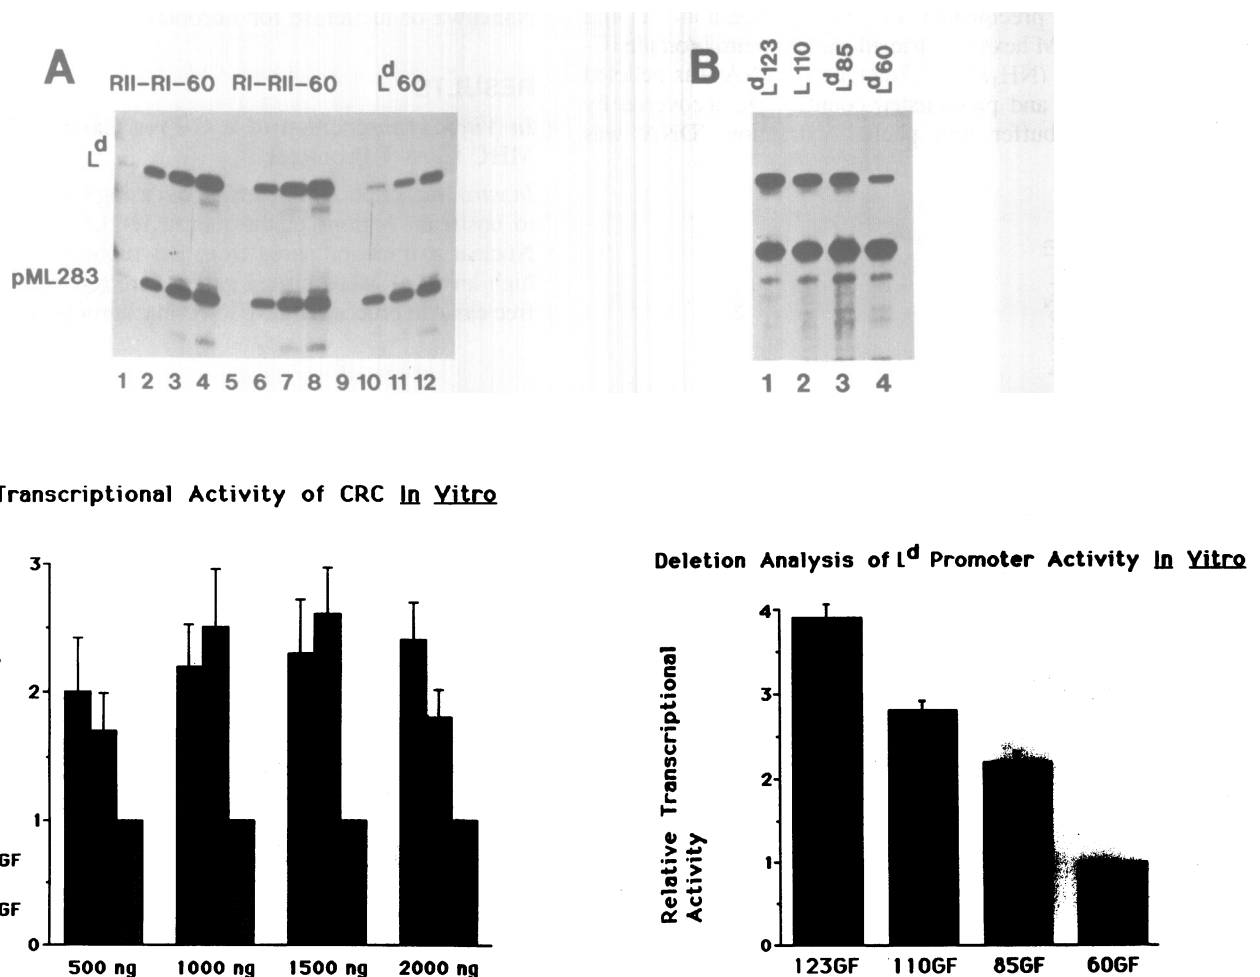 A
RII-RI-60 RI-RII-60 Ld60
Ld
pML283
1 2 3 4 5 6 7 8 9 10 11 12
B
Ld123
L110
Ld85
Ld60
1 2 3 4
Transcriptional Activity of CRC In Vitro
3
2
1
0
GF
GF
500 ng 1000 ng 1500 ng 2000 ng
Deletion Analysis of Ld Promoter Activity In Vitro
Relative Transcriptional
Activity
4
3
2
1
0
123GF 110GF 85GF 60GF